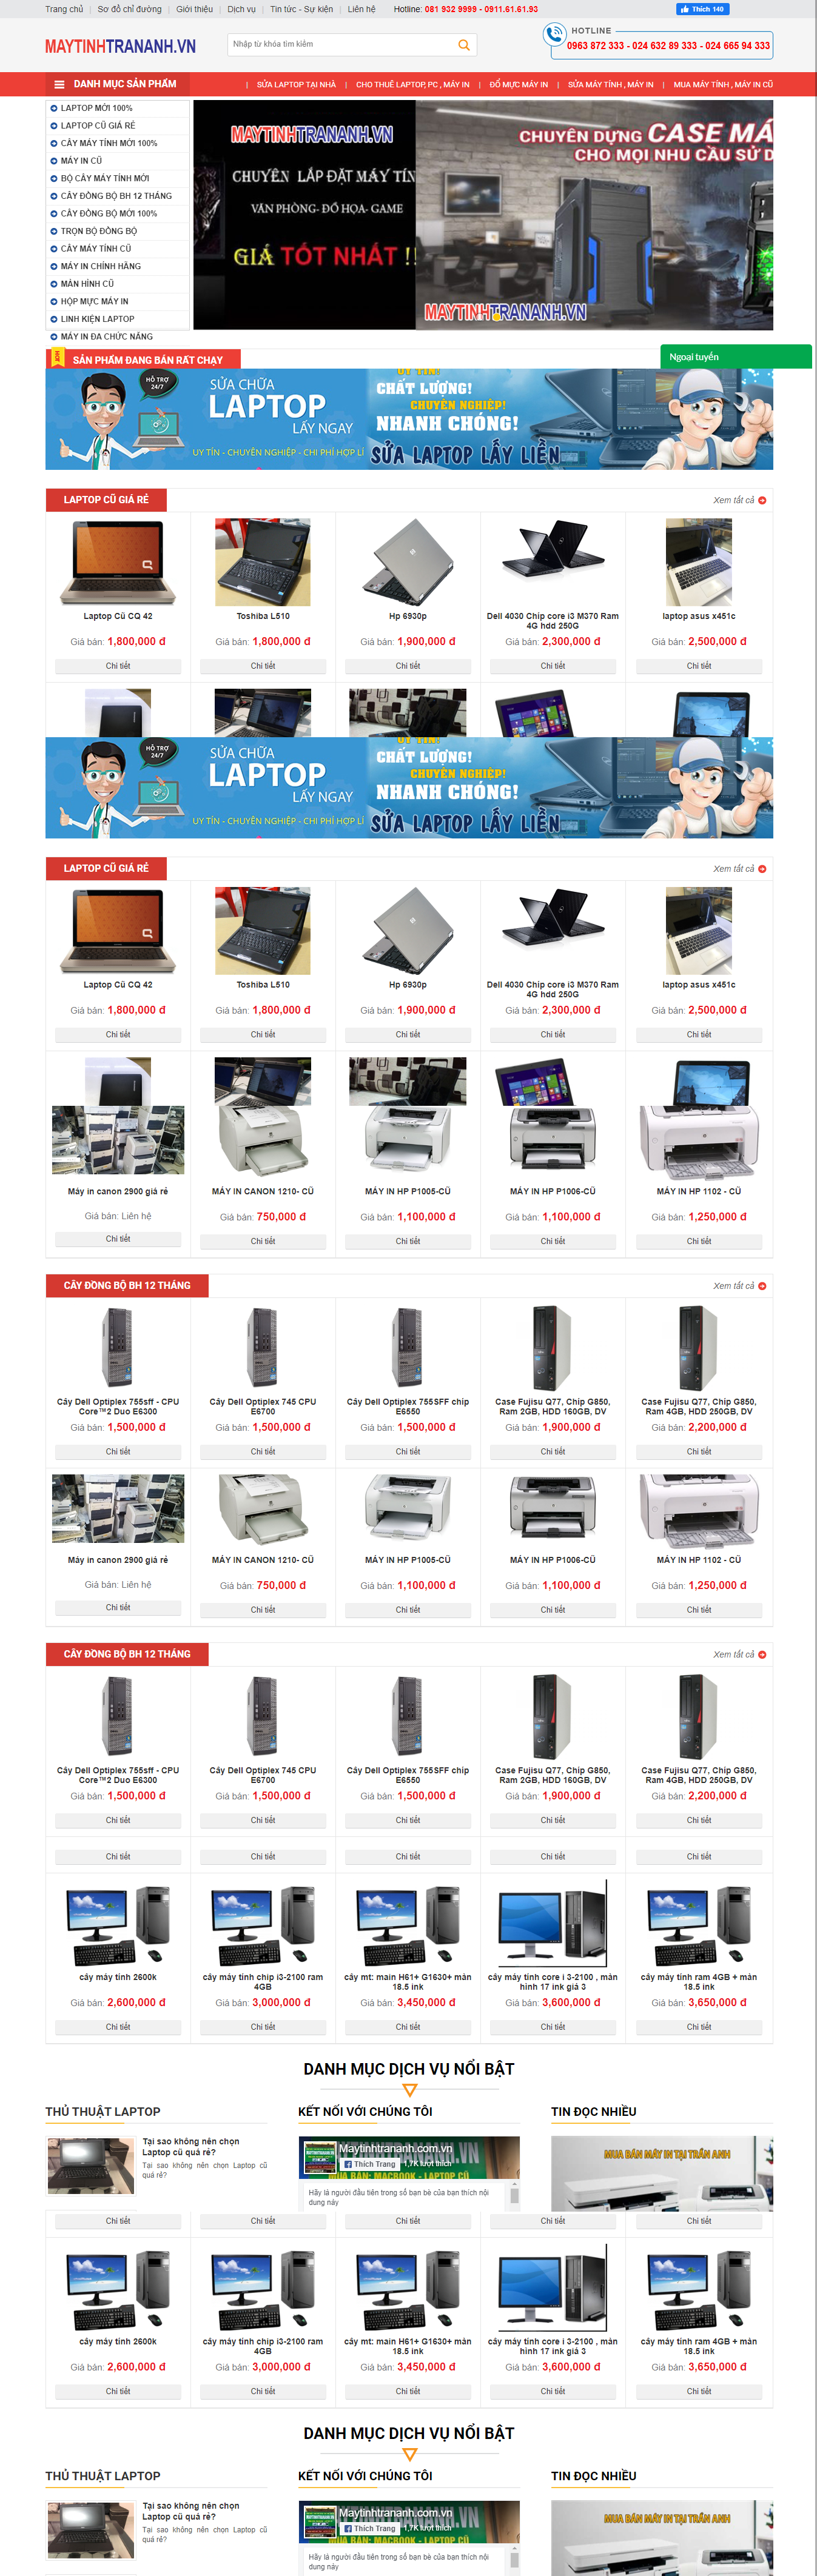 Trang chủ | Sơ đồ chỉ đường | Giới thiệu | Dịch vụ | Tin tức - Sự kiện | Liên hệ Hotline: 081 932 9999 - 0911.61.61.93
Thích 140
MAYTINHTRANANH.VN
Nhập từ khóa tìm kiếm
HOTLINE
0963 872 333 - 024 632 89 333 - 024 665 94 333
DANH MỤC SẢN PHẨM
| SỬA LAPTOP TẠI NHÀ | CHO THUÊ LAPTOP, PC , MÁY IN | ĐỔ MỰC MÁY IN | SỬA MÁY TÍNH , MÁY IN | MUA MÁY TÍNH , MÁY IN CŨ
LAPTOP MỚI 100%
LAPTOP CŨ GIÁ RẺ
CÂY MÁY TÍNH MỚI 100%
MÁY IN CŨ
BỘ CÂY MÁY TÍNH MỚI
CÂY ĐỒNG BỘ BH 12 THÁNG
CÂY ĐỒNG BỘ MỚI 100%
TRỌN BỘ ĐỒNG BỘ
CÂY MÁY TÍNH CŨ
MÁY IN CHÍNH HÃNG
MÀN HÌNH CŨ
HỘP MỰC MÁY IN
LINH KIỆN LAPTOP
MÁY IN ĐA CHỨC NĂNG
MAYTINHTRANANH.VN
CHUYÊN LẮP ĐẶT MÁY TÍN
VĂN PHÒNG- ĐỒ HỌA- GAME
GIÁ TỐT NHẤT !!
CHUYÊN DỰNG CASE MÁ
CHO MỌI NHU CẦU SỬ D
MAYTINHTRANANH.VN
HOT
SẢN PHẨM ĐANG BÁN RẤT CHẠY
Ngoại tuyến
HỖ TRỢ
24/7
SỬA CHỮA
LAPTOP
LẤY NGAY
UY TÍN - CHUYÊN NGHIỆP - CHI PHÍ HỢP LÍ
UY TÍN!
CHẤT LƯỢNG!
CHUYÊN NGHIỆP!
NHANH CHÓNG!
SỬA LAPTOP LẤY LIỀN
LAPTOP CŨ GIÁ RẺ
Xem tất cả
Laptop Cũ CQ 42
Giá bán: 1,800,000 đ
Chi tiết
Toshiba L510
Giá bán: 1,800,000 đ
Chi tiết
Hp 6930p
Giá bán: 1,900,000 đ
Chi tiết
Dell 4030 Chip core i3 M370 Ram
4G hdd 250G
Giá bán: 2,300,000 đ
Chi tiết
laptop asus x451c
Giá bán: 2,500,000 đ
Chi tiết
HỖ TRỢ
24/7
SỬA CHỮA
LAPTOP
LẤY NGAY
UY TÍN - CHUYÊN NGHIỆP - CHI PHÍ HỢP LÍ
UY TÍN!
CHẤT LƯỢNG!
CHUYÊN NGHIỆP!
NHANH CHÓNG!
SỬA LAPTOP LẤY LIỀN
LAPTOP CŨ GIÁ RẺ
Xem tất cả
Laptop Cũ CQ 42
Giá bán: 1,800,000 đ
Chi tiết
Toshiba L510
Giá bán: 1,800,000 đ
Chi tiết
Hp 6930p
Giá bán: 1,900,000 đ
Chi tiết
Dell 4030 Chip core i3 M370 Ram
4G hdd 250G
Giá bán: 2,300,000 đ
Chi tiết
laptop asus x451c
Giá bán: 2,500,000 đ
Chi tiết
Máy in canon 2900 giá rẻ
Giá bán: Liên hệ
Chi tiết
MÁY IN CANON 1210- CŨ
Giá bán: 750,000 đ
Chi tiết
MÁY IN HP P1005-CŨ
Giá bán: 1,100,000 đ
Chi tiết
MÁY IN HP P1006-CŨ
Giá bán: 1,100,000 đ
Chi tiết
MÁY IN HP 1102 - CŨ
Giá bán: 1,250,000 đ
Chi tiết
CÂY ĐỒNG BỘ BH 12 THÁNG
Xem tất cả
Cây Dell Optiplex 755sff - CPU
Core™2 Duo E6300
Giá bán: 1,500,000 đ
Chi tiết
Cây Dell Optiplex 745 CPU
E6700
Giá bán: 1,500,000 đ
Chi tiết
Cây Dell Optiplex 755SFF chip
E6550
Giá bán: 1,500,000 đ
Chi tiết
Case Fujisu Q77, Chip G850,
Ram 2GB, HDD 160GB, DV
Giá bán: 1,900,000 đ
Chi tiết
Case Fujisu Q77, Chip G850,
Ram 4GB, HDD 250GB, DV
Giá bán: 2,200,000 đ
Chi tiết
Máy in canon 2900 giá rẻ
Giá bán: Liên hệ
Chi tiết
MÁY IN CANON 1210- CŨ
Giá bán: 750,000 đ
Chi tiết
MÁY IN HP P1005-CŨ
Giá bán: 1,100,000 đ
Chi tiết
MÁY IN HP P1006-CŨ
Giá bán: 1,100,000 đ
Chi tiết
MÁY IN HP 1102 - CŨ
Giá bán: 1,250,000 đ
Chi tiết
CÂY ĐỒNG BỘ BH 12 THÁNG
Xem tất cả
Cây Dell Optiplex 755sff - CPU
Core™2 Duo E6300
Giá bán: 1,500,000 đ
Chi tiết
Cây Dell Optiplex 745 CPU
E6700
Giá bán: 1,500,000 đ
Chi tiết
Cây Dell Optiplex 755SFF chip
E6550
Giá bán: 1,500,000 đ
Chi tiết
Case Fujisu Q77, Chip G850,
Ram 2GB, HDD 160GB, DV
Giá bán: 1,900,000 đ
Chi tiết
Case Fujisu Q77, Chip G850,
Ram 4GB, HDD 250GB, DV
Giá bán: 2,200,000 đ
Chi tiết
Chi tiết Chi tiết Chi tiết Chi tiết Chi tiết
cây máy tính 2600k
Giá bán: 2,600,000 đ
Chi tiết
cây máy tính chip i3-2100 ram
4GB
Giá bán: 3,000,000 đ
Chi tiết
cây mt: main H61+ G1630+ màn
18.5 ink
Giá bán: 3,450,000 đ
Chi tiết
cây máy tính core i 3-2100 , màn
hình 17 ink giá 3
Giá bán: 3,600,000 đ
Chi tiết
cây máy tính ram 4GB + màn
18.5 ink
Giá bán: 3,650,000 đ
Chi tiết
DANH MỤC DỊCH VỤ NỔI BẬT
THỦ THUẬT LAPTOP
Tại sao không nên chọn
Laptop cũ quá rẻ?
Tại sao không nên chọn Laptop cũ
quá rẻ?
KẾT NỐI VỚI CHÚNG TÔI
Maytinhtrananh.com.vn
Thích Trang
1,7K lượt thích
MUA BÁN: MACBOOK - LAPTOP CŨ
Hãy là người đầu tiên trong số bạn bè của bạn thích nội
dung này
TIN ĐỌC NHIỀU
MUA BÁN MÁY IN TẠI TRẦN ANH
Chi tiết Chi tiết Chi tiết Chi tiết Chi tiết
cây máy tính 2600k
Giá bán: 2,600,000 đ
Chi tiết
cây máy tính chip i3-2100 ram
4GB
Giá bán: 3,000,000 đ
Chi tiết
cây mt: main H61+ G1630+ màn
18.5 ink
Giá bán: 3,450,000 đ
Chi tiết
cây máy tính core i 3-2100 , màn
hình 17 ink giá 3
Giá bán: 3,600,000 đ
Chi tiết
cây máy tính ram 4GB + màn
18.5 ink
Giá bán: 3,650,000 đ
Chi tiết
DANH MỤC DỊCH VỤ NỔI BẬT
THỦ THUẬT LAPTOP
Tại sao không nên chọn
Laptop cũ quá rẻ?
Tại sao không nên chọn Laptop cũ
quá rẻ?
KẾT NỐI VỚI CHÚNG TÔI
Maytinhtrananh.com.vn
Thích Trang
1,7K lượt thích
MUA BÁN: MACBOOK - LAPTOP CŨ
Hãy là người đầu tiên trong số bạn bè của bạn thích nội
dung này
TIN ĐỌC NHIỀU
MUA BÁN MÁY IN TẠI TRẦN ANH